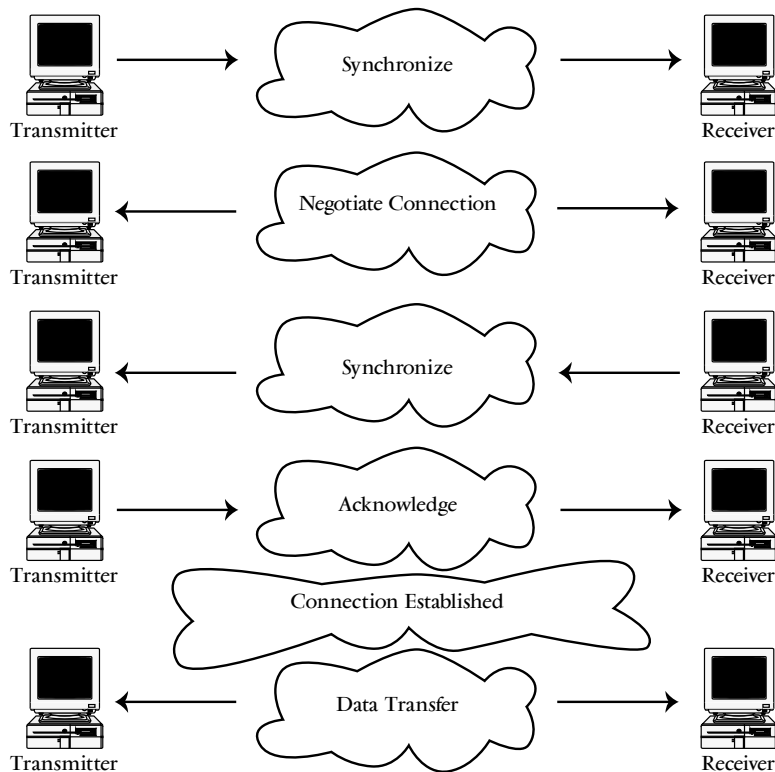 Synchronize
Transmitter Receiver
Negotiate Connection
Transmitter Receiver
Synchronize
Transmitter Receiver
Acknowledge
Transmitter Receiver
Connection Established
Data Transfer
Transmitter Receiver